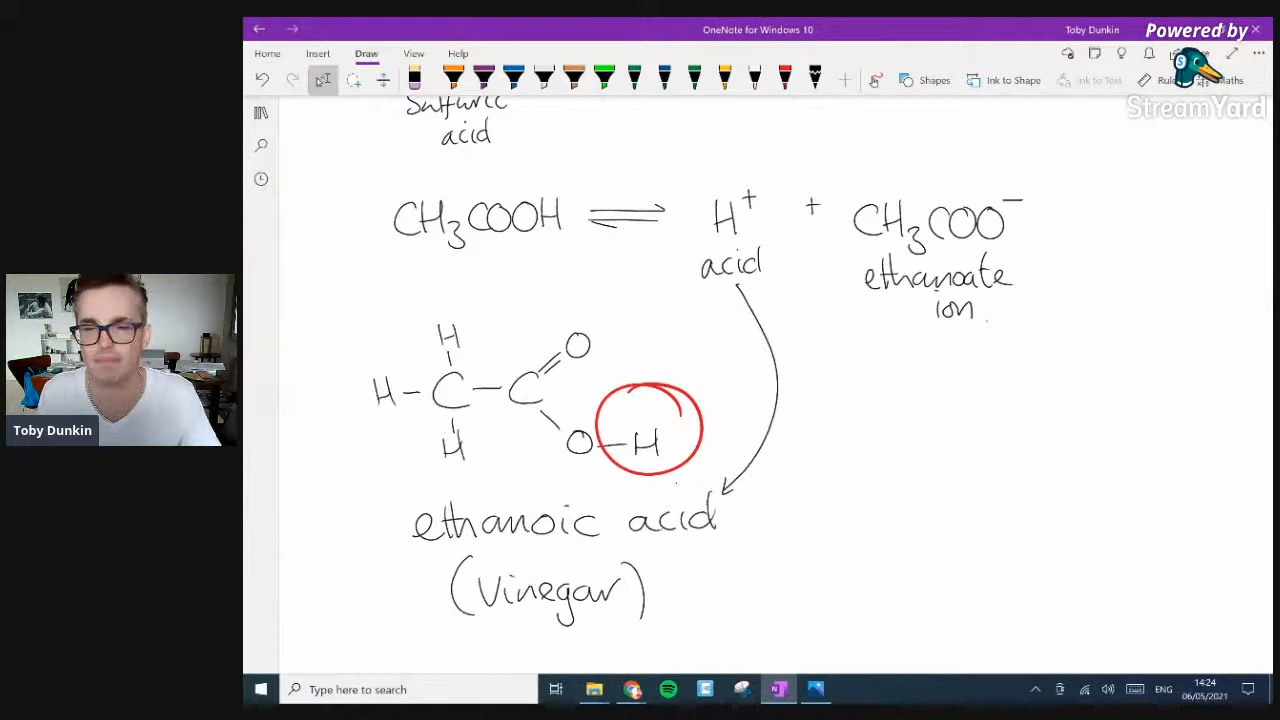 OneNote for Windows 10
Toby Dunkin
Powered by
StreamYard
Home Insert Draw View Help
Shapes Ink to Shape Ink to Text Maths
Sulfuric
acid
CH₃COOH ⇌ H⁺ + CH₃COO⁻
acid
ethanoate
ion.
H
H – C – C O
H O – H
ethanoic acid
(Vinegar)
Toby Dunkin
Type here to search
ENG
14:24
06/05/2021